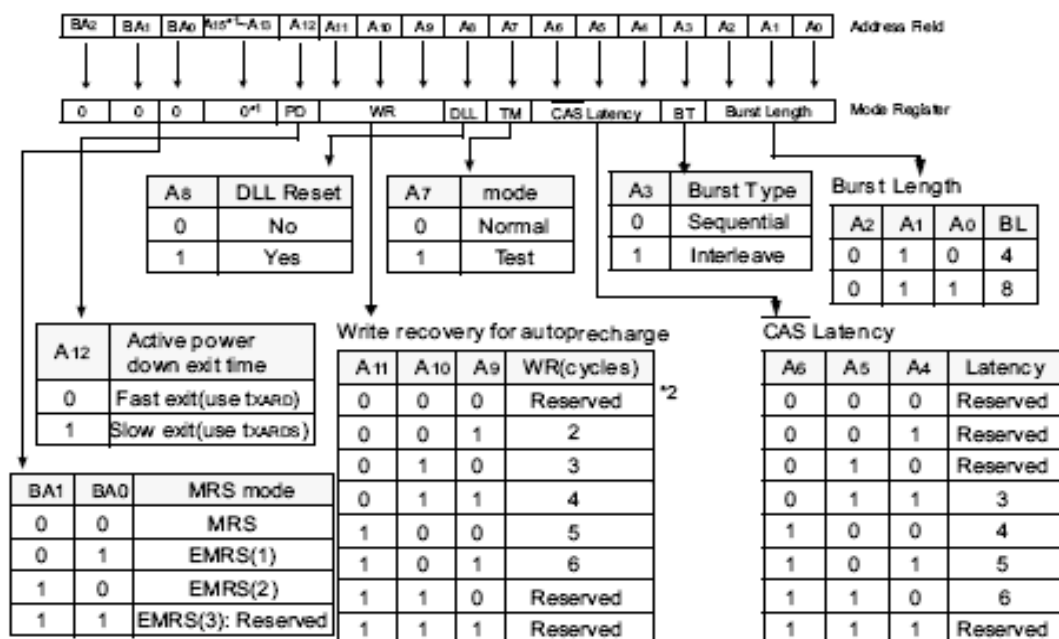 BA2 BA1 BA0 A15*1~A13 A12 A11 A10 A9 A8 A7 A6 A5 A4 A3 A2 A1 A0 Address Field
0 0 0 0*1 PD WR DLL TM CAS Latency BT Burst Length Mode Register
A8 DLL Reset
0 No
1 Yes
A7 mode
0 Normal
1 Test
A3 Burst Type
0 Sequential
1 Interleave
Burst Length
A2 A1 A0 BL
0 1 0 4
0 1 1 8
A12 Active power
down exit time
0 Fast exit(use tXARD)
1 Slow exit(use tXARDS)
BA1 BA0 MRS mode
0 0 MRS
0 1 EMRS(1)
1 0 EMRS(2)
1 1 EMRS(3): Reserved
Write recovery for autoprecharge
A11 A10 A9 WR(cycles)
*2
0 0 0 Reserved
0 0 1 2
0 1 0 3
0 1 1 4
1 0 0 5
1 0 1 6
1 1 0 Reserved
1 1 1 Reserved
CAS Latency
A6 A5 A4 Latency
0 0 0 Reserved
0 0 1 Reserved
0 1 0 Reserved
0 1 1 3
1 0 0 4
1 0 1 5
1 1 0 6
1 1 1 Reserved